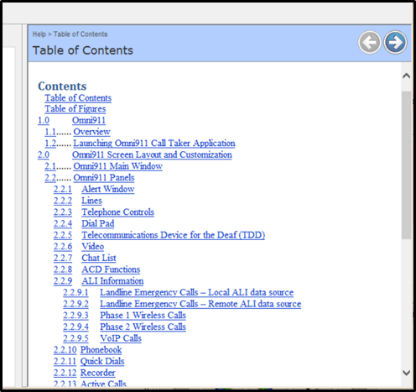 Help > Table of Contents
Table of Contents
Contents
Table of Contents
Table of Figures
1.0 Omni911
1.1...... Overview
1.2...... Launching Omni911 Call Taker Application
2.0 Omni911 Screen Layout and Customization
2.1...... Omni911 Main Window
2.2...... Omni911 Panels
2.2.1 Alert Window
2.2.2 Lines
2.2.3 Telephone Controls
2.2.4 Dial Pad
2.2.5 Telecommunications Device for the Deaf (TDD)
2.2.6 Video
2.2.7 Chat List
2.2.8 ACD Functions
2.2.9 ALI Information
2.2.9.1 Landline Emergency Calls – Local ALI data source
2.2.9.2 Landline Emergency Calls – Remote ALI data source
2.2.9.3 Phase 1 Wireless Calls
2.2.9.4 Phase 2 Wireless Calls
2.2.9.5 VoIP Calls
2.2.10 Phonebook
2.2.11 Quick Dials
2.2.12 Recorder
2.2.13 Active Calls